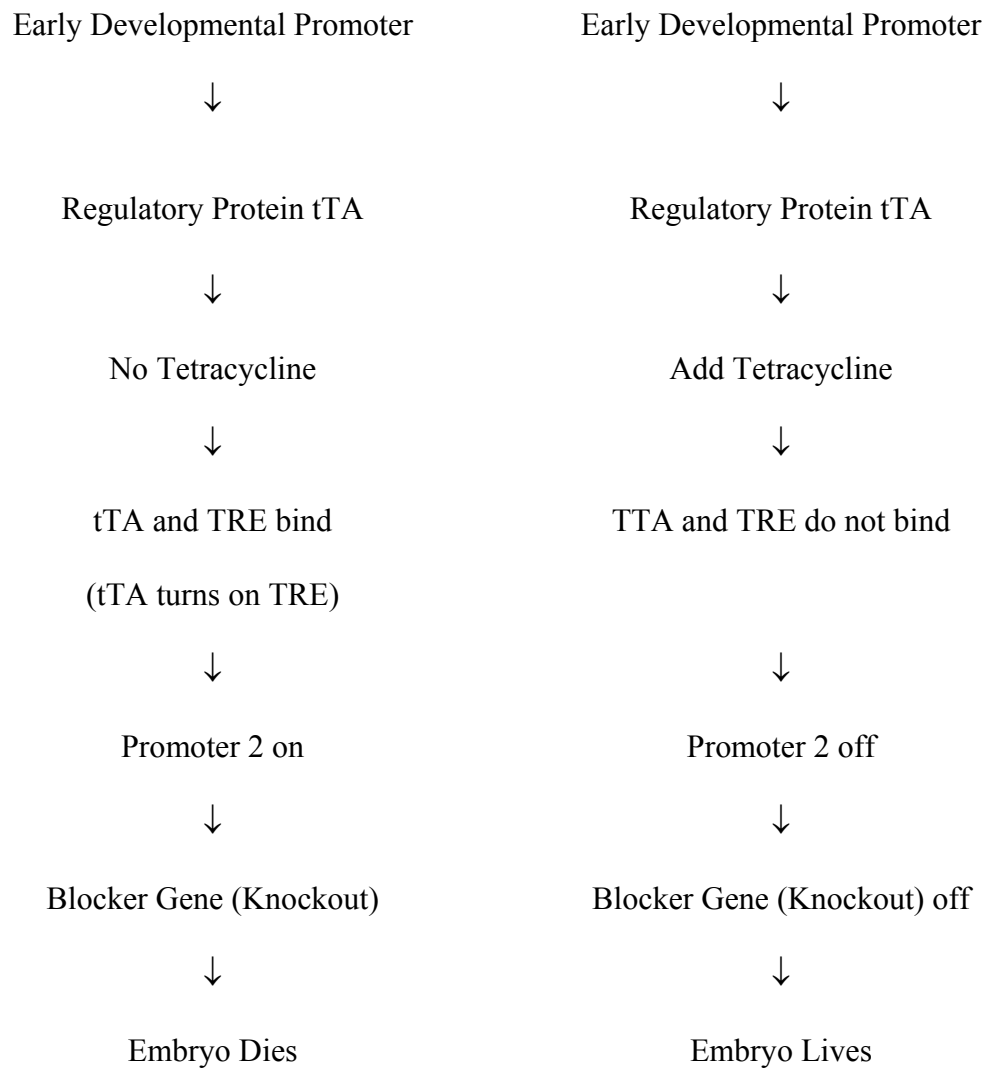 Early Developmental Promoter Early Developmental Promoter
↓ ↓
Regulatory Protein tTA Regulatory Protein tTA
↓ ↓
No Tetracycline Add Tetracycline
↓ ↓
tTA and TRE bind TTA and TRE do not bind
(tTA turns on TRE)
↓ ↓
Promoter 2 on Promoter 2 off
↓ ↓
Blocker Gene (Knockout) Blocker Gene (Knockout) off
↓ ↓
Embryo Dies Embryo Lives